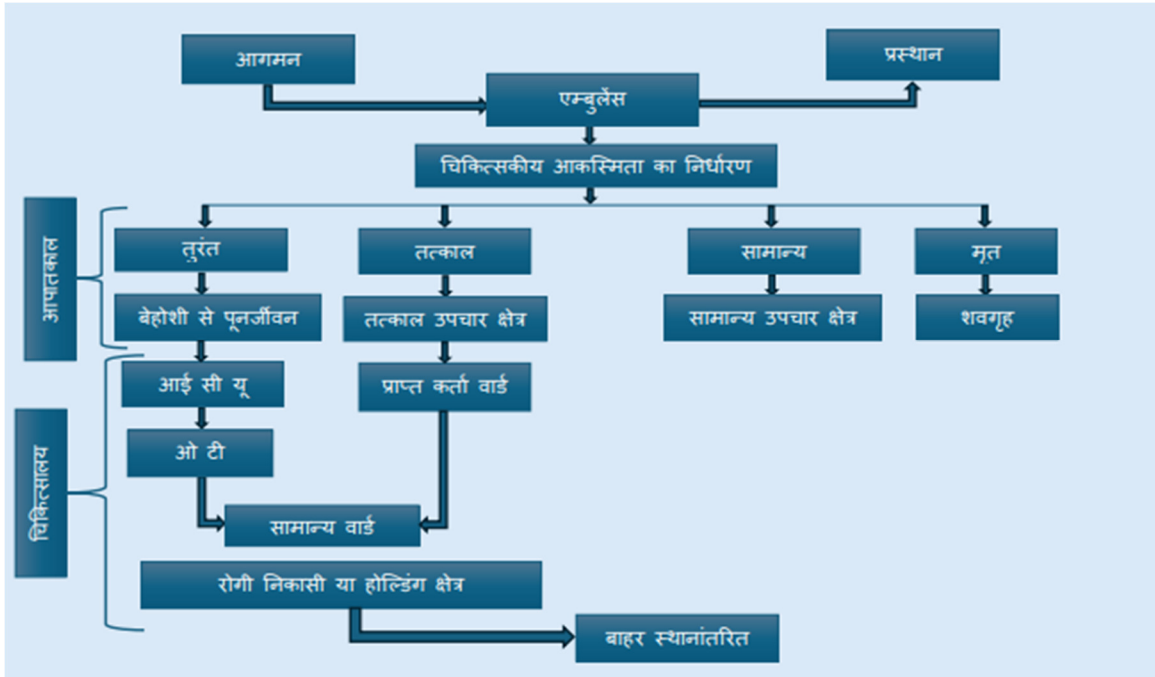 आगमन
प्रस्थान
एम्बुलेंस
चिकित्सकीय आकस्मिता का निर्धारण
आपातकाल
तुरंत
तत्काल
सामान्य
मृत
बेहोशी से पूनर्जीवन
तत्काल उपचार क्षेत्र
सामान्य उपचार क्षेत्र
शवगृह
चिकित्सालय
आई सी यू
प्राप्त कर्ता वार्ड
ओ टी
सामान्य वार्ड
रोगी निकासी या होल्डिंग क्षेत्र
बाहर स्थानांतरित